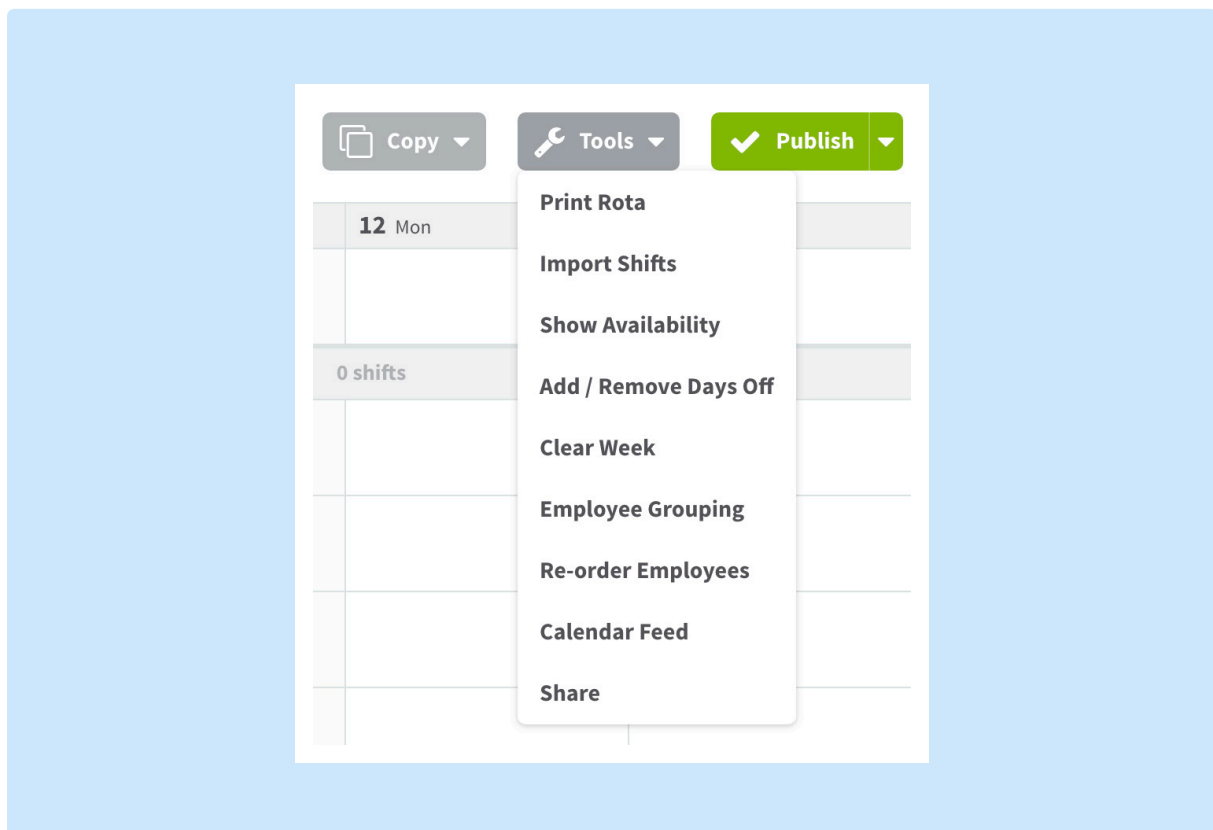 Copy Tools Publish
Print Rota
12 Mon
Import Shifts
Show Availability
0 shifts
Add / Remove Days Off
Clear Week
Employee Grouping
Re-order Employees
Calendar Feed
Share